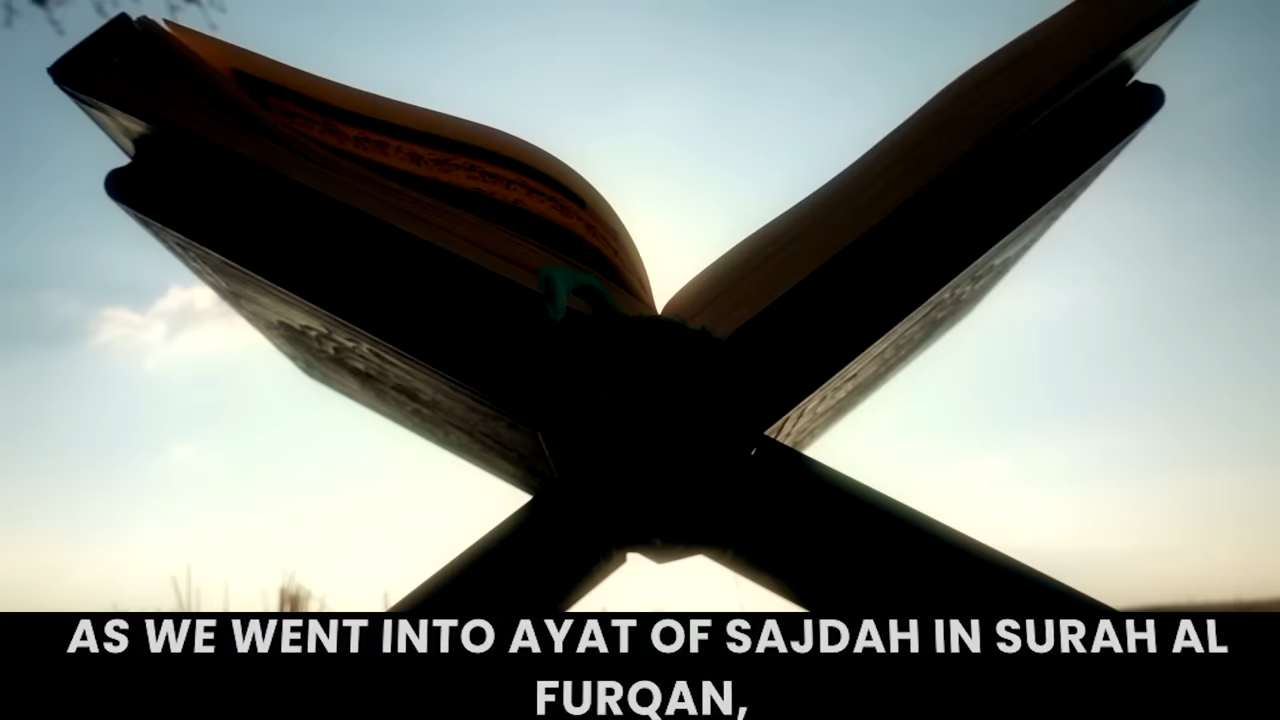 AS WE WENT INTO AYAT OF SAJDAH IN SURAH AL
FURQAN,